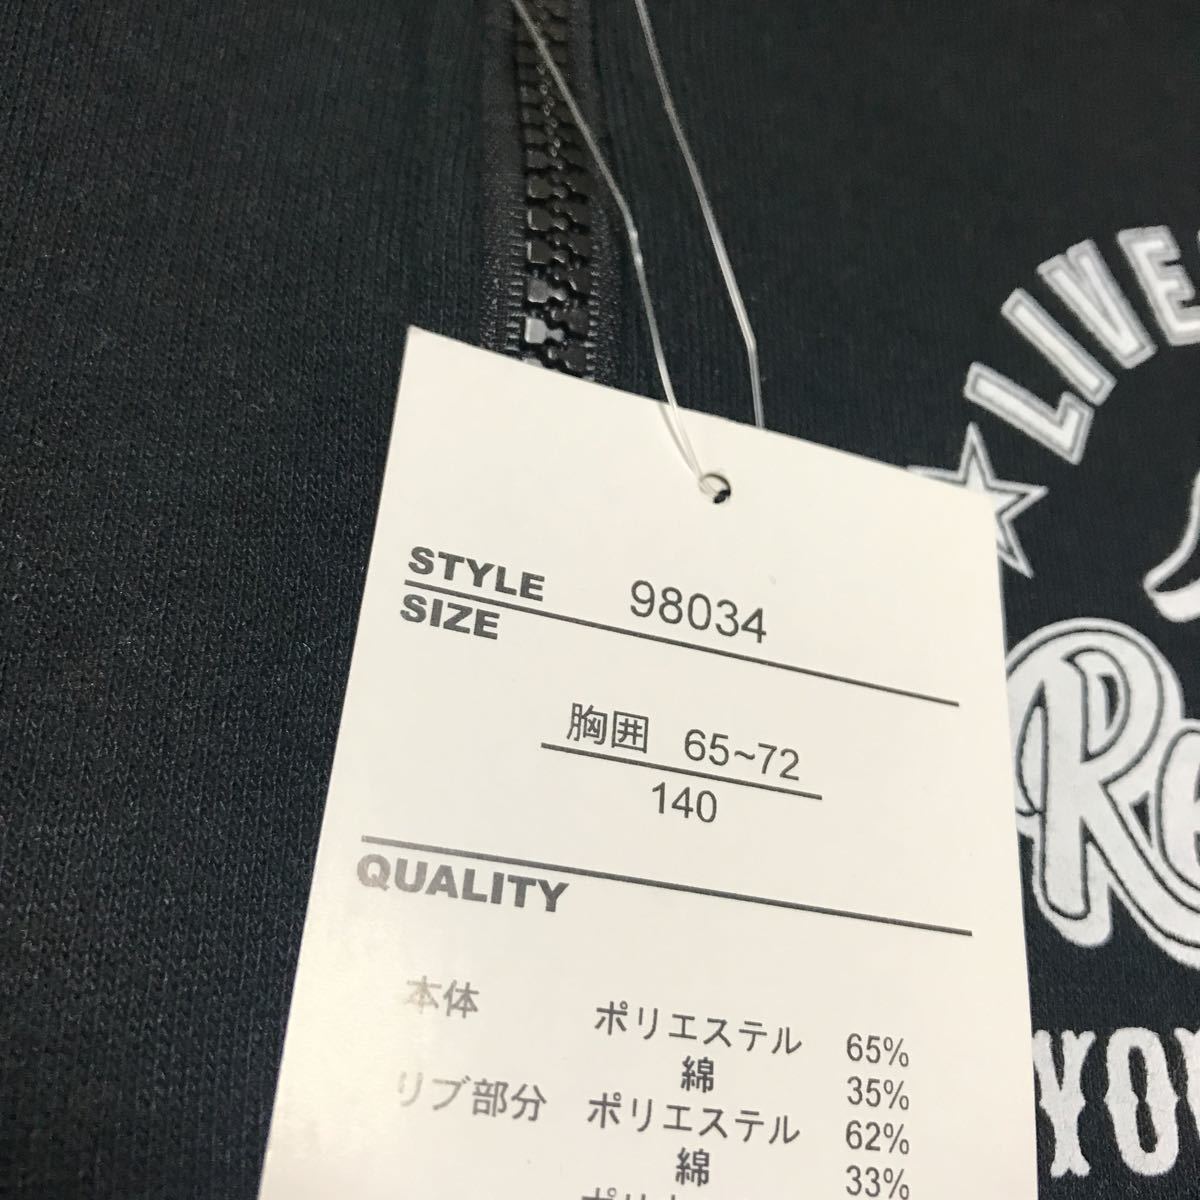 STYLE 98034
SIZE
胸囲 65~72
140
QUALITY
本体 ポリエステル 65%
綿 35%
リブ部分 ポリエステル 62%
綿 33%
LIVE